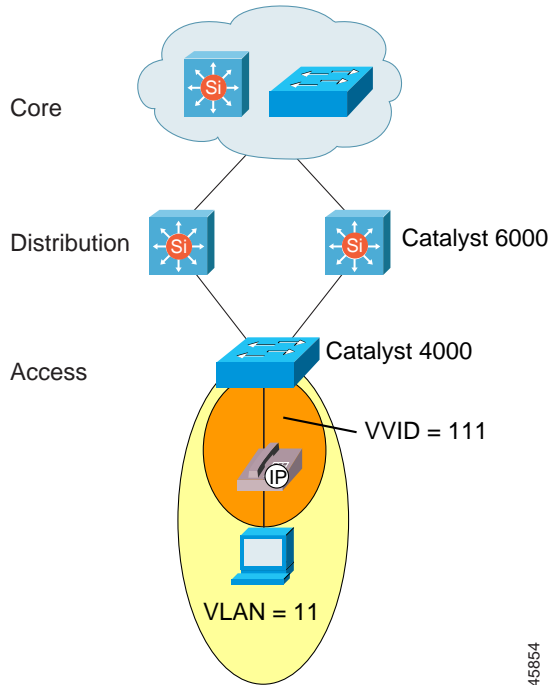 Si
Core
Distribution
Si
Si
Catalyst 6000
Catalyst 4000
Access
VVID = 111
IP
VLAN = 11
45854